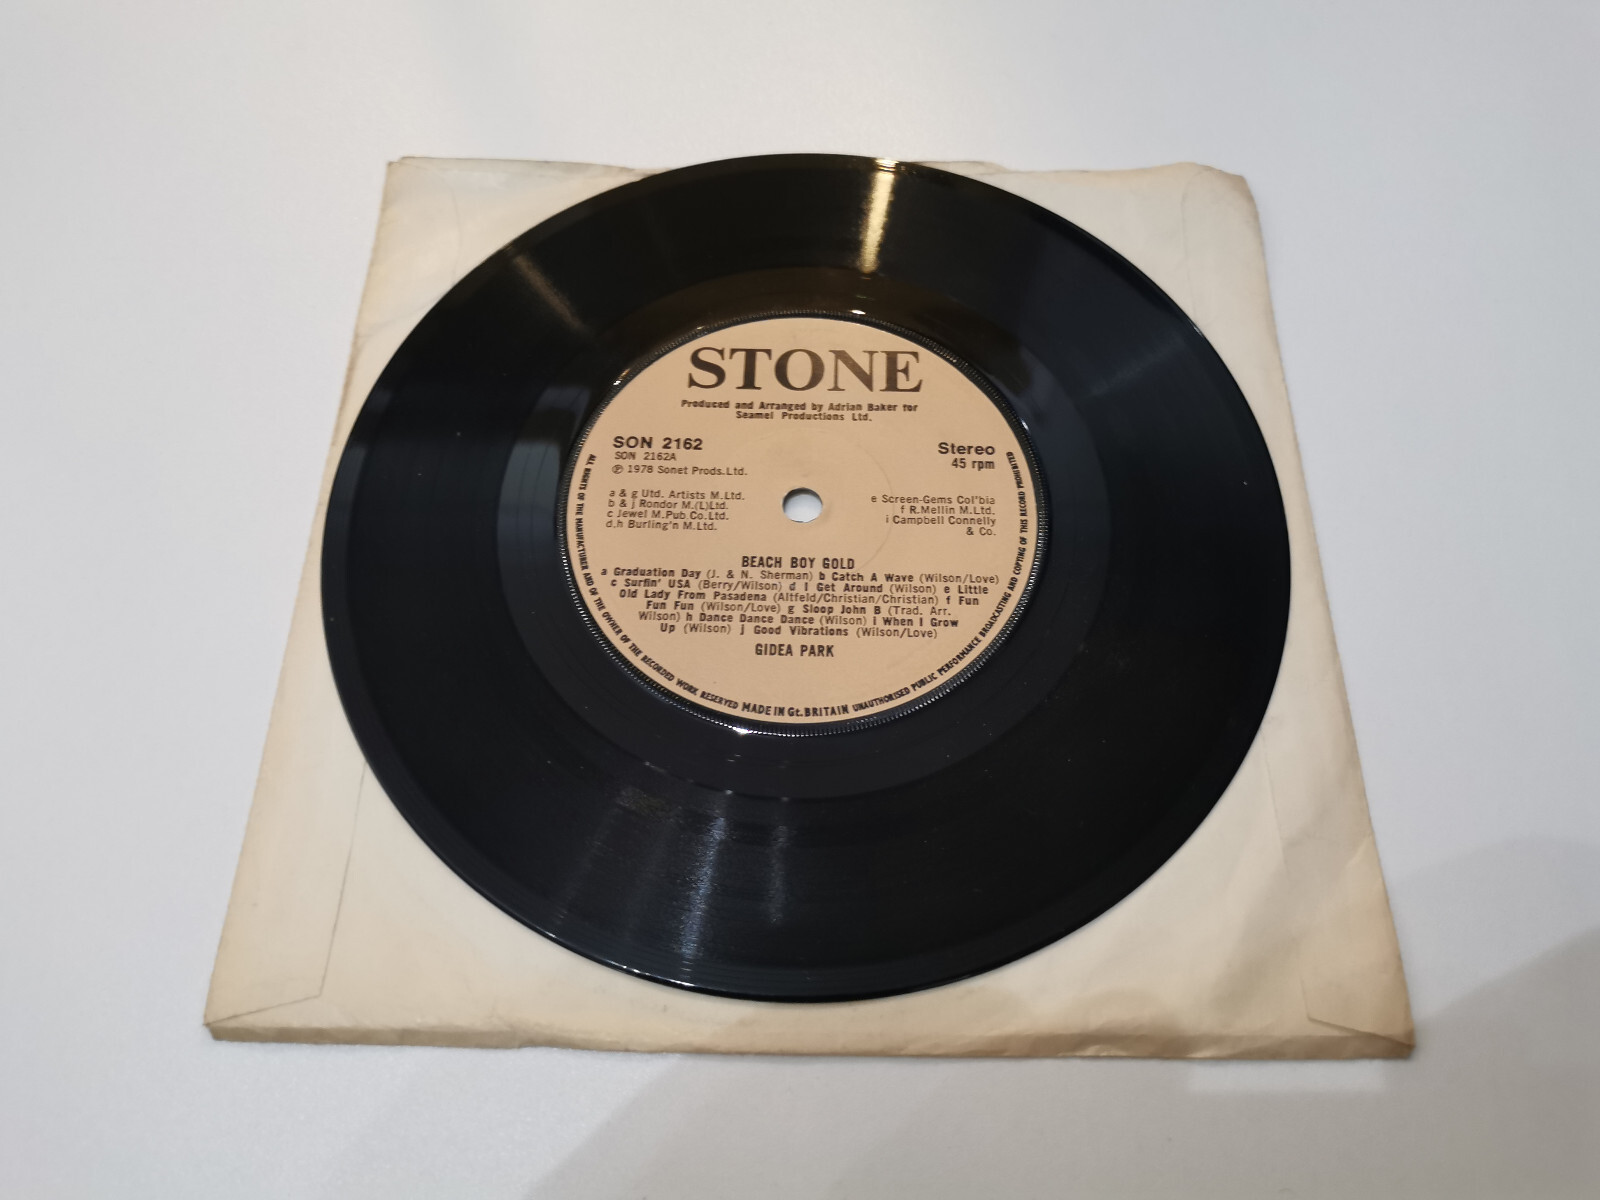 STONE
Produced and Arranged by Adrian Baker for
Seamel Productions Ltd.
SON 2162
SON 2162A
℗ 1978 Sonet Prods.Ltd.
Stereo
45 rpm
a & g Utd. Artists M.Ltd.
b & j Rondor M.(L)Ltd.
c Jewel M.Pub.Co.Ltd.
d.h Burling'n M.Ltd.
e Screen-Gems Col'bia
f R.Mellin M.Ltd.
i Campbell Connelly
& Co.
BEACH BOY GOLD
a Graduation Day (J. & N. Sherman) b Catch A Wave (Wilson/Love)
c Surfin' USA (Berry/Wilson) d I Get Around (Wilson) e Little
Old Lady From Pasadena (Altfeld/Christian/Christian) f Fun
Fun Fun (Wilson/Love) g Sloop John B (Trad. Arr.
Wilson) h Dance Dance Dance (Wilson) i When I Grow
Up (Wilson) j Good Vibrations (Wilson/Love)
GIDEA PARK
ALL RIGHTS OF THE MANUFACTURER AND OF THE OWNER OF THE RECORDED WORK RESERVED MADE IN Gt. BRITAIN UNAUTHORISED PUBLIC PERFORMANCE BROADCASTING AND COPYING OF THIS RECORD PROHIBITED